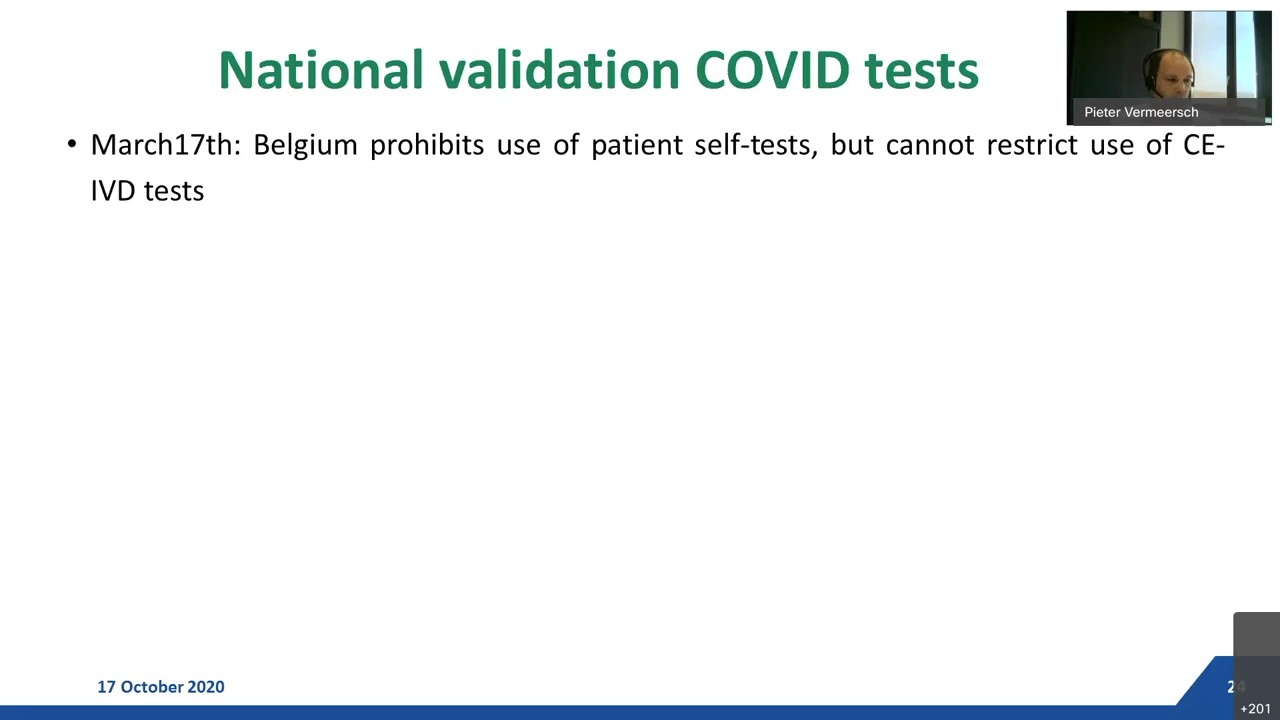 National validation COVID tests
Pieter Vermeersch
• March17th: Belgium prohibits use of patient self-tests, but cannot restrict use of CE-
IVD tests
17 October 2020
+201